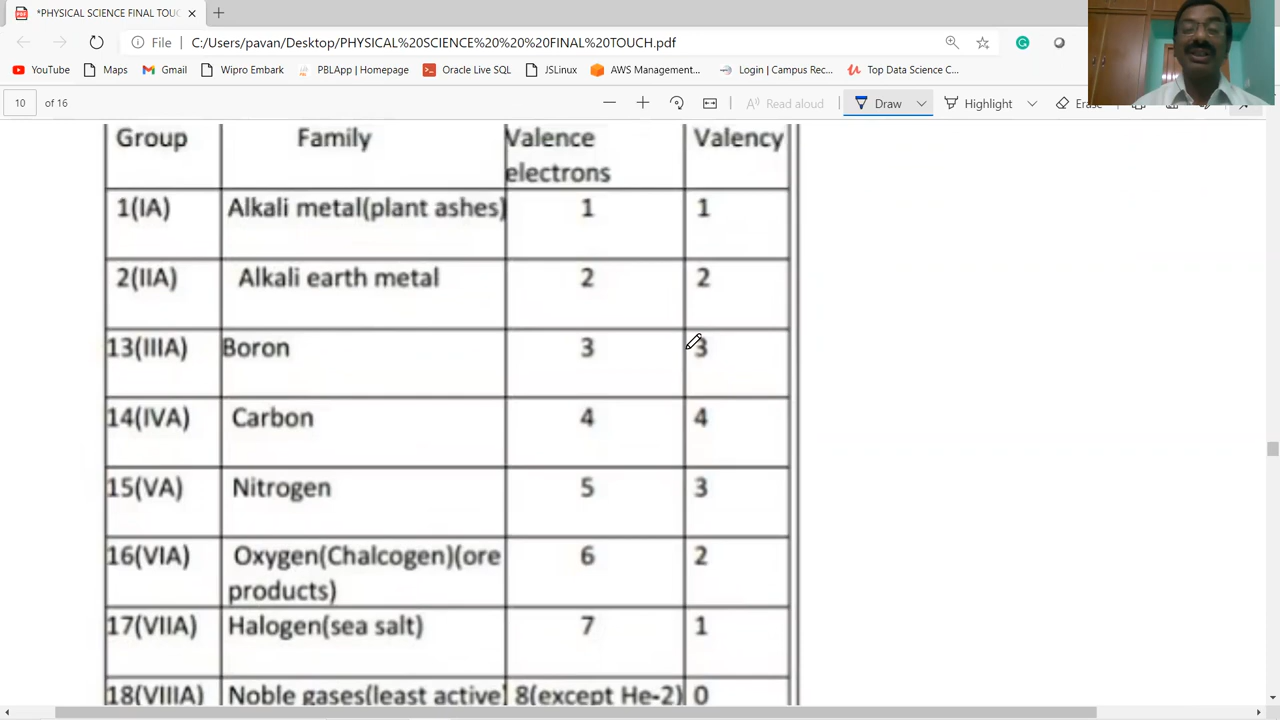 *PHYSICAL SCIENCE FINAL TOUC
File C:/Users/pavan/Desktop/PHYSICAL%20SCIENCE%20%20%20FINAL%20TOUCH.pdf
YouTube Maps Gmail Wipro Embark PBLApp | Homepage Oracle Live SQL JSLinux AWS Management... Login | Campus Rec... Top Data Science C...
10 of 16 Read aloud Draw Highlight Erase
Group Family Valence electrons Valency
1(IA) Alkali metal(plant ashes) 1 1
2(IIA) Alkali earth metal 2 2
13(IIIA) Boron 3 3
14(IVA) Carbon 4 4
15(VA) Nitrogen 5 3
16(VIA) Oxygen(Chalcogen)(ore products) 6 2
17(VIIA) Halogen(sea salt) 7 1
18(VIIIA) Noble gases(least active) 8(except He-2) 0